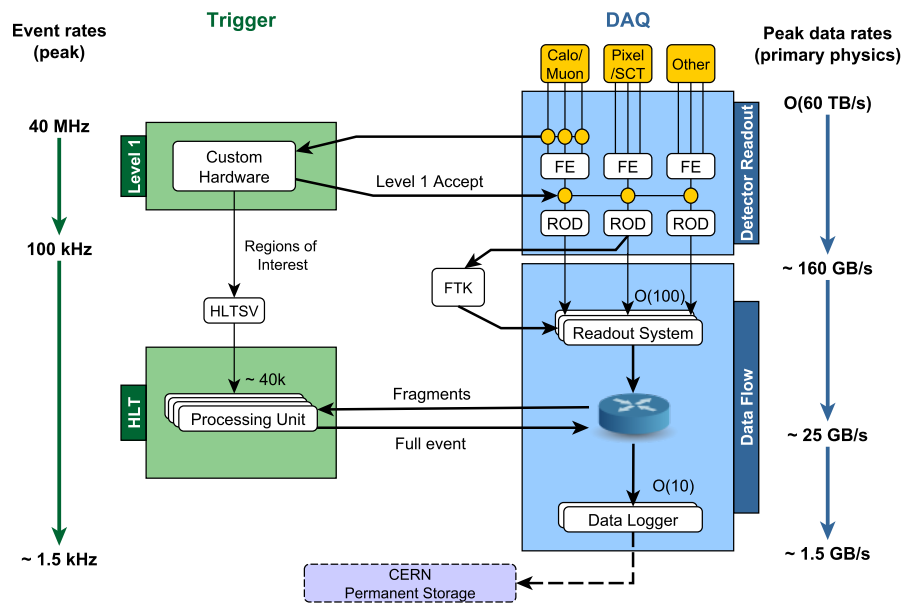 Trigger
DAQ
Event rates
(peak)
Peak data rates
(primary physics)
Calo/
Muon
Pixel
/SCT
Other
40 MHz
O(60 TB/s)
Level 1
Custom
Hardware
FE
FE
FE
Detector Readout
Level 1 Accept
ROD
ROD
ROD
100 kHz
Regions of
Interest
~ 160 GB/s
FTK
HLTSV
O(100)
Readout System
~ 40k
HLT
Processing Unit
Fragments
Full event
Data Flow
~ 25 GB/s
O(10)
Data Logger
~ 1.5 kHz
~ 1.5 GB/s
CERN
Permanent Storage